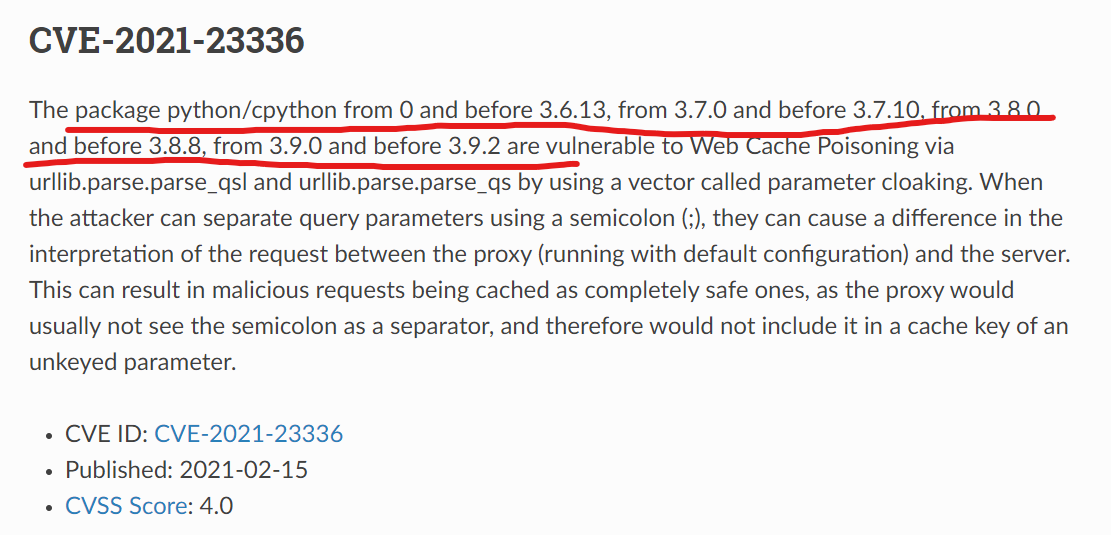 CVE-2021-23336
The package python/cpython from 0 and before 3.6.13, from 3.7.0 and before 3.7.10, from 3.8.0
and before 3.8.8, from 3.9.0 and before 3.9.2 are vulnerable to Web Cache Poisoning via
urllib.parse.parse_qsl and urllib.parse.parse_qs by using a vector called parameter cloaking. When
the attacker can separate query parameters using a semicolon (;), they can cause a difference in the
interpretation of the request between the proxy (running with default configuration) and the server.
This can result in malicious requests being cached as completely safe ones, as the proxy would
usually not see the semicolon as a separator, and therefore would not include it in a cache key of an
unkeyed parameter.
• CVE ID: CVE-2021-23336
• Published: 2021-02-15
• CVSS Score: 4.0